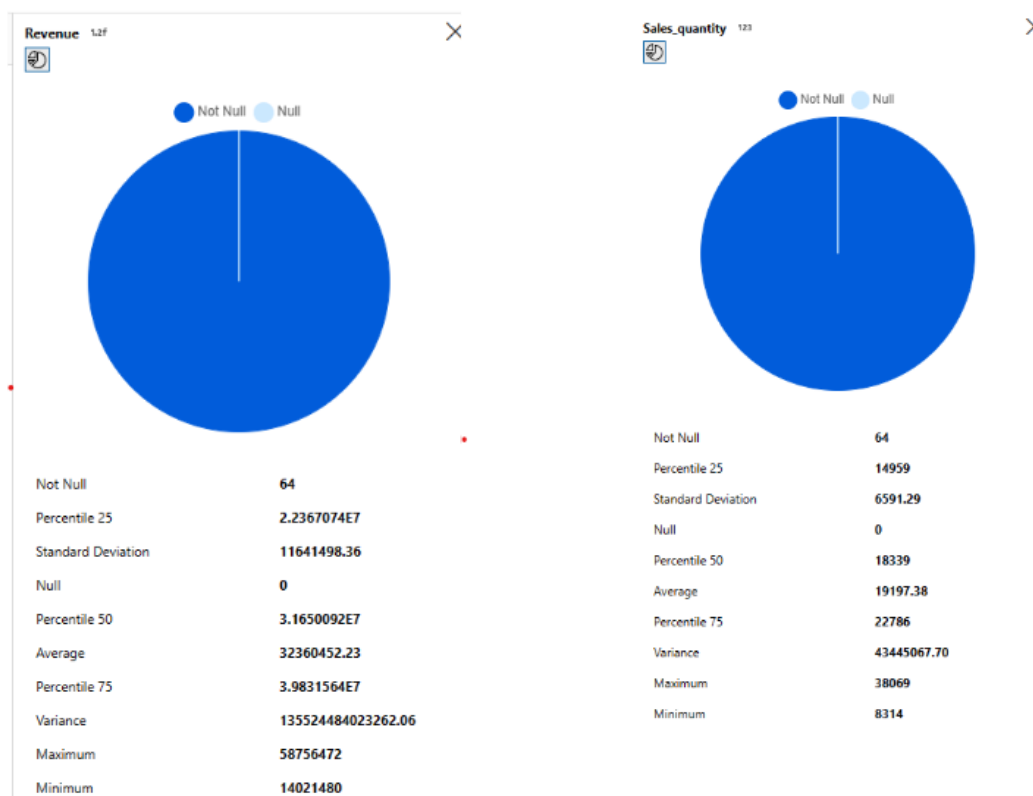 Revenue 1.2f
Not Null Null
Not Null 64
Percentile 25 2.2367074E7
Standard Deviation 11641498.36
Null 0
Percentile 50 3.1650092E7
Average 32360452.23
Percentile 75 3.9831564E7
Variance 135524484023262.06
Maximum 58756472
Minimum 14021480
Sales_quantity 123
Not Null Null
Not Null 64
Percentile 25 14959
Standard Deviation 6591.29
Null 0
Percentile 50 18339
Average 19197.38
Percentile 75 22786
Variance 43445067.70
Maximum 38069
Minimum 8314